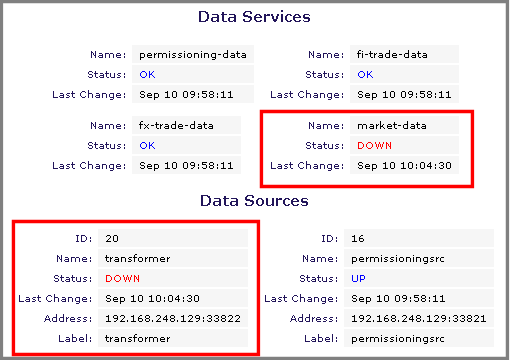 Data Services
Name: permissioning-data
Status: OK
Last Change: Sep 10 09:58:11
Name: fi-trade-data
Status: OK
Last Change: Sep 10 09:58:11
Name: fx-trade-data
Status: OK
Last Change: Sep 10 09:58:11
Name: market-data
Status: DOWN
Last Change: Sep 10 10:04:30
Data Sources
ID: 20
Name: transformer
Status: DOWN
Last Change: Sep 10 10:04:30
Address: 192.168.248.129:33822
Label: transformer
ID: 16
Name: permissioningsrc
Status: UP
Last Change: Sep 10 09:58:11
Address: 192.168.248.129:33821
Label: permissioningsrc